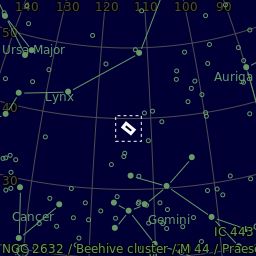 140 130 120 110 100 90
50
Ursa Major
Auriga
Lynx
40
30
Cancer
Gemini
IC 443
NGC 2632 / Beehive cluster / M 44 / Praese